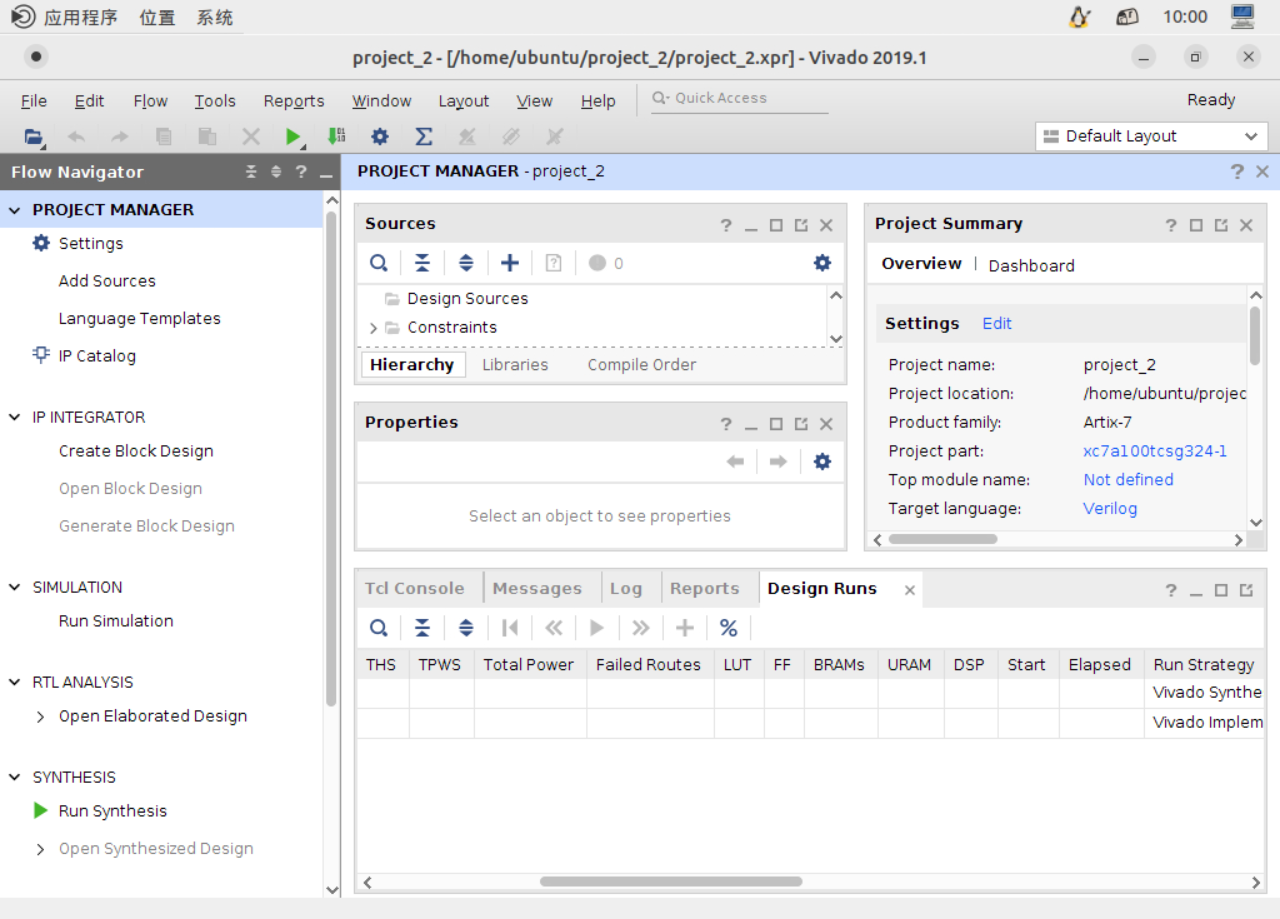 应用程序 位置 系统 10:00
project_2 - [/home/ubuntu/project_2/project_2.xpr] - Vivado 2019.1
File Edit Flow Tools Reports Window Layout View Help Quick Access Ready
Default Layout
Flow Navigator
PROJECT MANAGER
Settings
Add Sources
Language Templates
IP Catalog
IP INTEGRATOR
Create Block Design
Open Block Design
Generate Block Design
SIMULATION
Run Simulation
RTL ANALYSIS
Open Elaborated Design
SYNTHESIS
Run Synthesis
Open Synthesized Design
PROJECT MANAGER - project_2
Sources
0
Design Sources
Constraints
Hierarchy Libraries Compile Order
Properties
Select an object to see properties
Project Summary
Overview | Dashboard
Settings Edit
Project name: project_2
Project location: /home/ubuntu/projec
Product family: Artix-7
Project part: xc7a100tcsg324-1
Top module name: Not defined
Target language: Verilog
Tcl Console Messages Log Reports Design Runs
THS TPWS Total Power Failed Routes LUT FF BRAMs URAM DSP Start Elapsed Run Strategy
Vivado Synthe
Vivado Implem